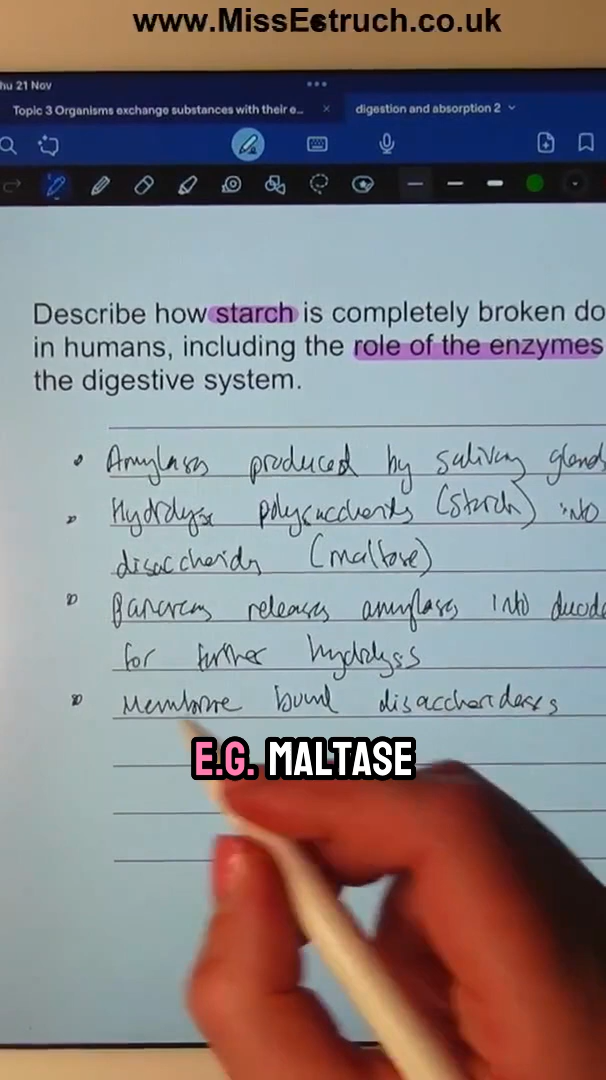 www.MissEstruch.co.uk
hu 21 Nov
Topic 3 Organisms exchange substances with their e...
digestion and absorption 2
Describe how starch is completely broken do
in humans, including the role of the enzymes
the digestive system.
Amylases produced by salivary glands
Hydrolyse polysaccharides (starch) into
disaccharides (maltose)
Pancreas releases amylases into duode
for further hydrolysis
Membrane bound disaccharidases
E.G. MALTASE